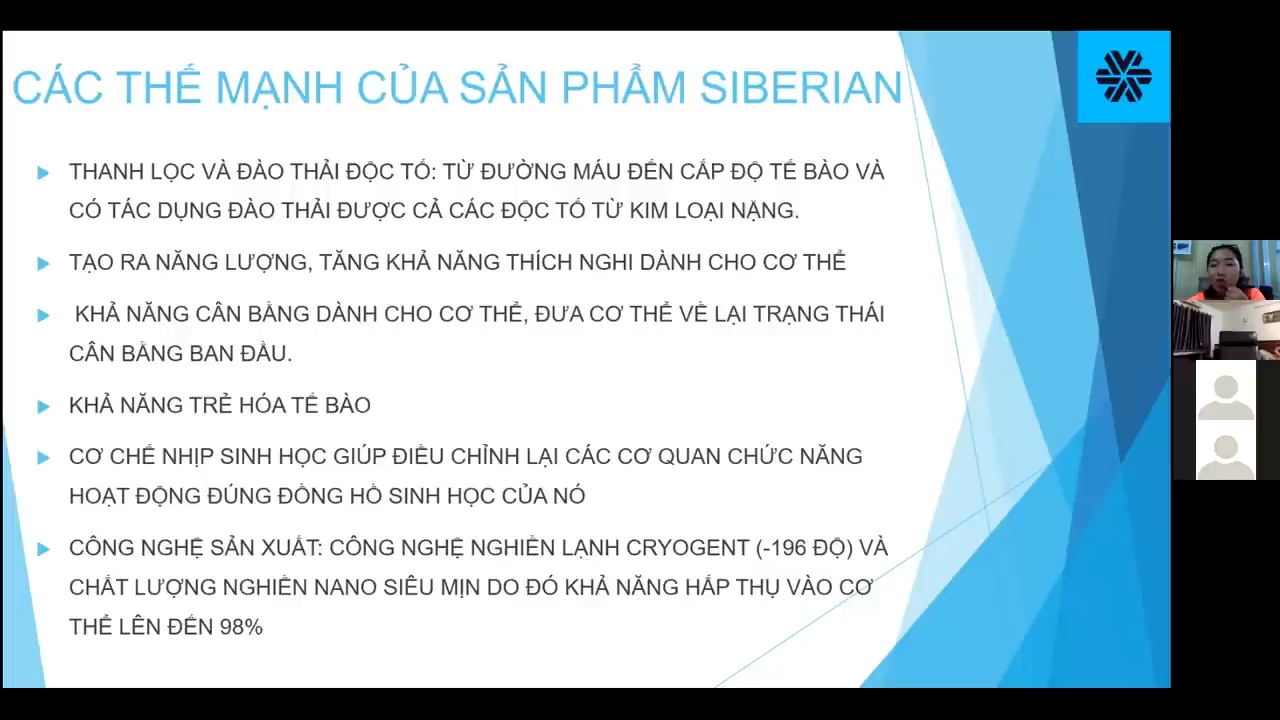 CÁC THẾ MẠNH CỦA SẢN PHẨM SIBERIAN
THANH LỌC VÀ ĐÀO THẢI ĐỘC TỐ: TỪ ĐƯỜNG MÁU ĐẾN CẤP ĐỘ TẾ BÀO VÀ
CÓ TÁC DỤNG ĐÀO THẢI ĐƯỢC CẢ CÁC ĐỘC TỐ TỪ KIM LOẠI NẶNG.
TẠO RA NĂNG LƯỢNG, TĂNG KHẢ NĂNG THÍCH NGHI DÀNH CHO CƠ THỂ
KHẢ NĂNG CÂN BẰNG DÀNH CHO CƠ THỂ, ĐƯA CƠ THỂ VỀ LẠI TRẠNG THÁI
CÂN BẰNG BAN ĐẦU.
KHẢ NĂNG TRẺ HÓA TẾ BÀO
CƠ CHẾ NHỊP SINH HỌC GIÚP ĐIỀU CHỈNH LẠI CÁC CƠ QUAN CHỨC NĂNG
HOẠT ĐỘNG ĐÚNG ĐỒNG HỒ SINH HỌC CỦA NÓ
CÔNG NGHỆ SẢN XUẤT: CÔNG NGHỆ NGHIỀN LẠNH CRYOGENT (-196 ĐỘ) VÀ
CHẤT LƯỢNG NGHIỀN NANO SIÊU MỊN DO ĐÓ KHẢ NĂNG HẤP THỤ VÀO CƠ
THỂ LÊN ĐẾN 98%